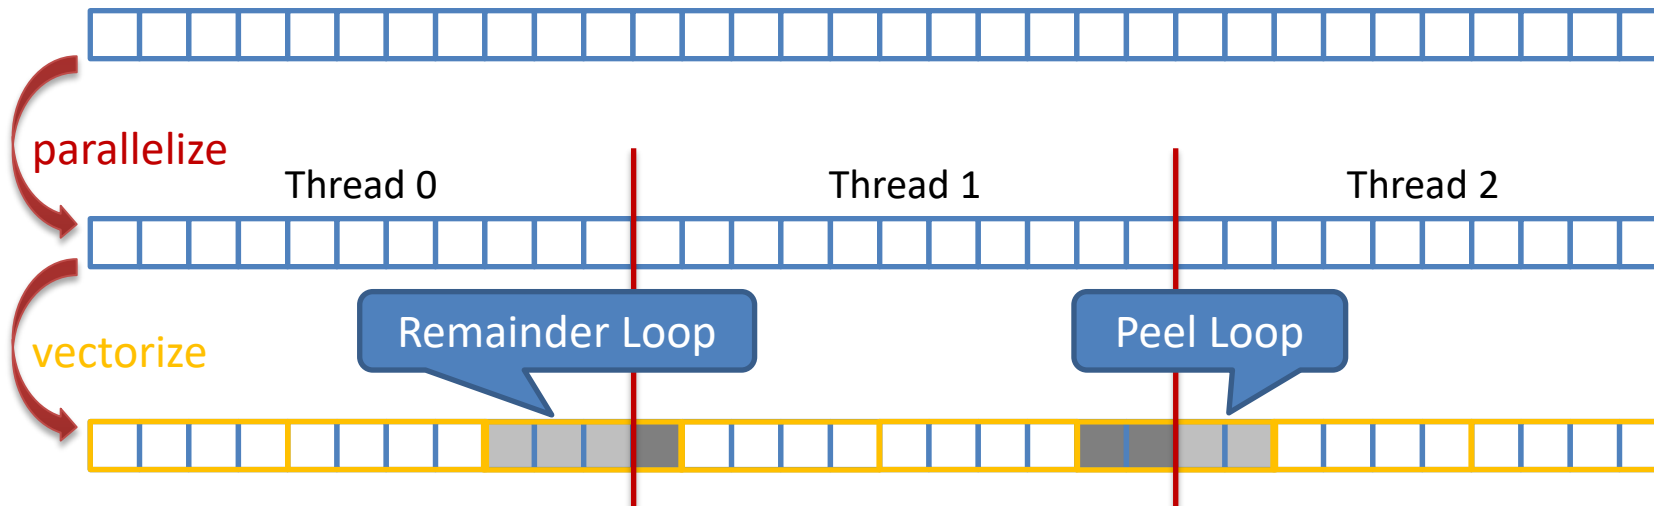 parallelize
Thread 0
Thread 1
Thread 2
Remainder Loop
Peel Loop
vectorize